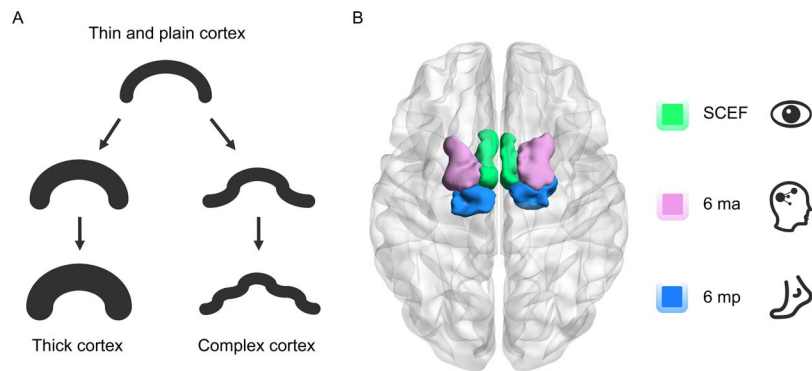 A
Thin and plain cortex
Thick cortex
Complex cortex
B
SCEF
6 ma
6 mp